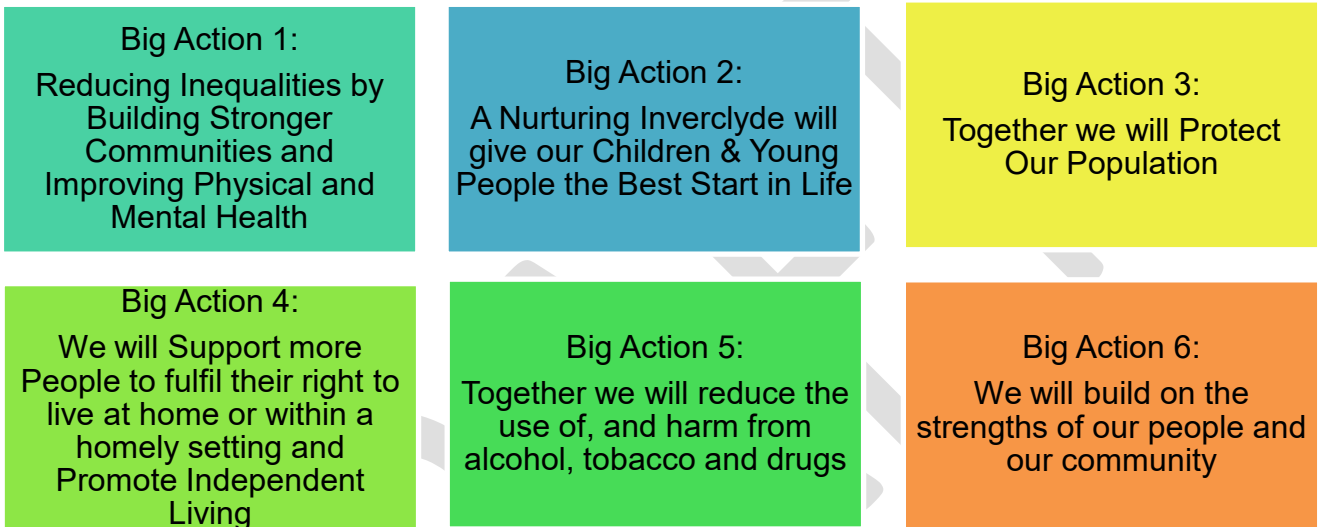 Big Action 1:
Reducing Inequalities by
Building Stronger
Communities and
Improving Physical and
Mental Health
Big Action 2:
A Nurturing Inverclyde will
give our Children & Young
People the Best Start in Life
Big Action 3:
Together we will Protect
Our Population
Big Action 4:
We will Support more
People to fulfil their right to
live at home or within a
homely setting and
Promote Independent
Living
Big Action 5:
Together we will reduce the
use of, and harm from
alcohol, tobacco and drugs
Big Action 6:
We will build on the
strengths of our people and
our community